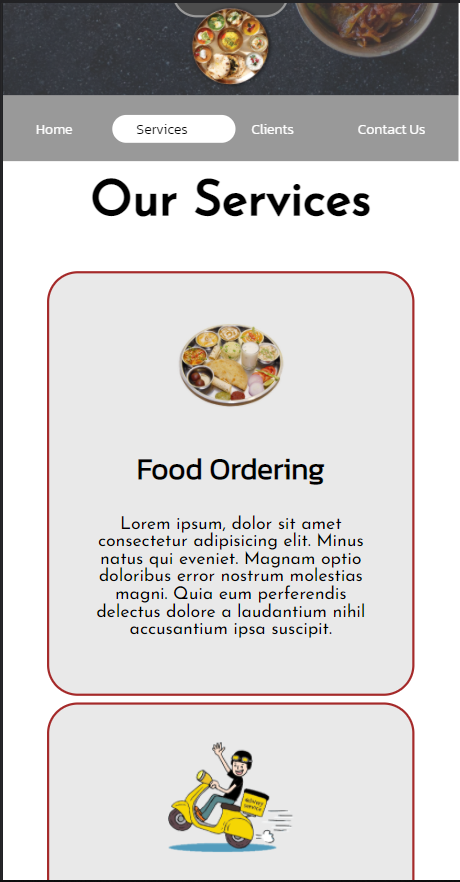 Home Services Clients Contact Us
Our Services
Food Ordering
Lorem ipsum, dolor sit amet
consectetur adipisicing elit. Minus
natus qui eveniet. Magnam optio
doloribus error nostrum molestias
magni. Quia eum perferendis
delectus dolore a laudantium nihil
accusantium ipsa suscipit.
delivery
service